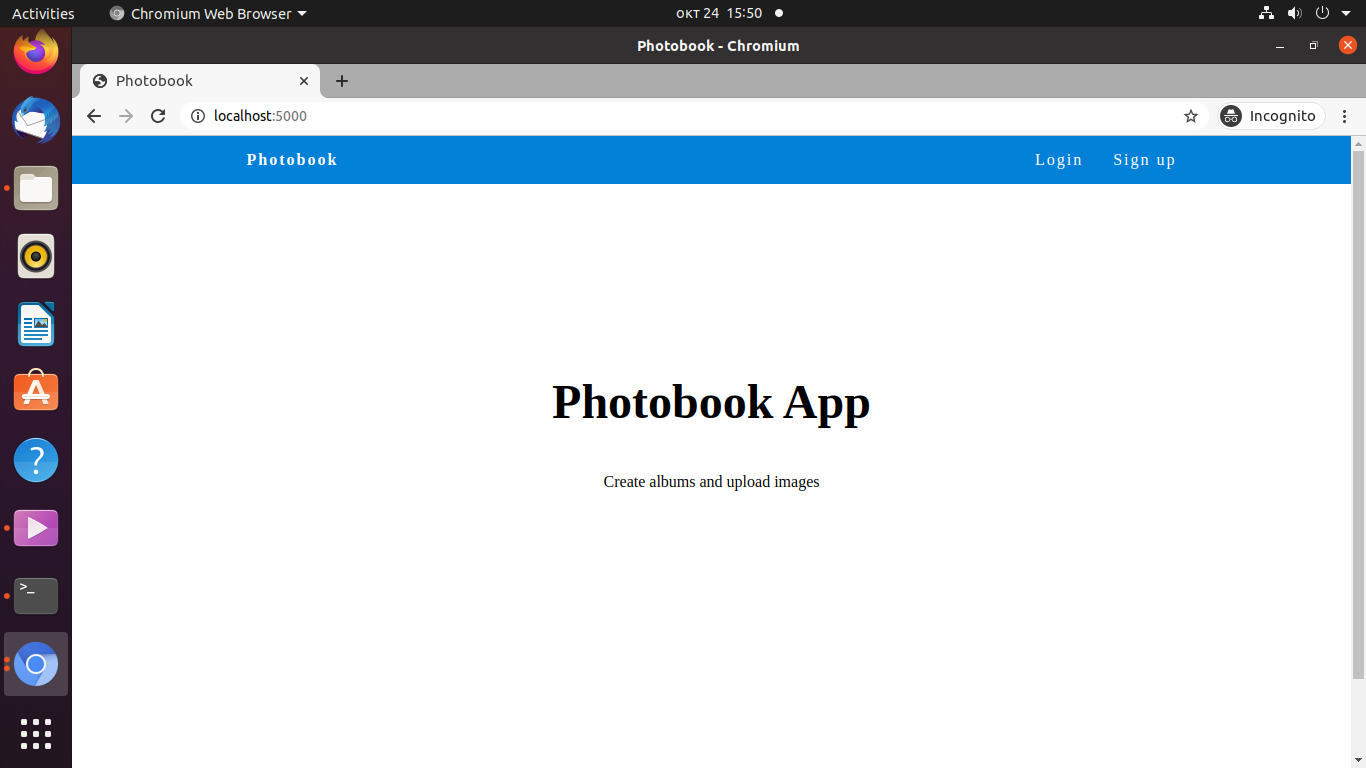 Activities
Chromium Web Browser
окт 24 15:50
Photobook - Chromium
Photobook
localhost:5000
Incognito
Photobook
Login
Sign up
Photobook App
Create albums and upload images
?
>_